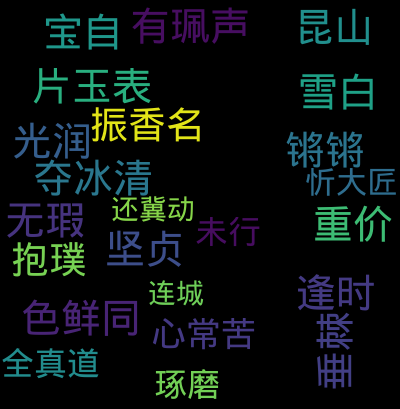 宝自
有珮声
昆山
片玉表
雪白
振香名
光润
锵锵
夺冰清
忻大匠
还冀动
无瑕
未行
重价
坚贞
抱璞
连城
逢时
色鲜同
心常苦
垂棘
全真道
琢磨